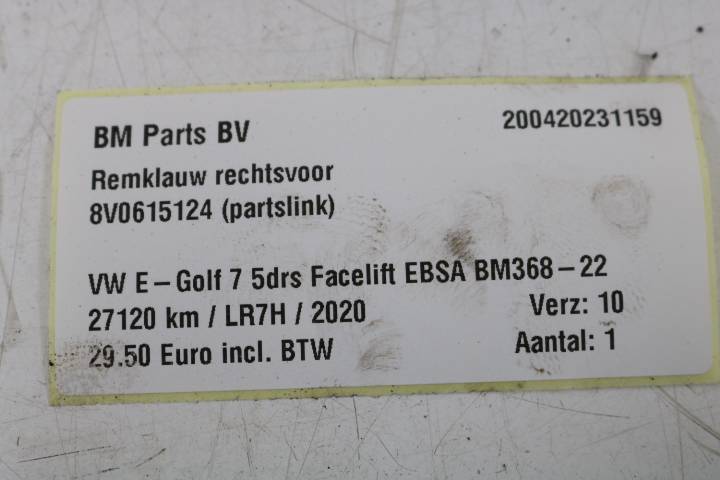 BM Parts BV 200420231159
Remklauw rechtsvoor
8V0615124 (partslink)
VW E-Golf 7 5drs Facelift EBSA BM368-22
27120 km / LR7H / 2020 Verz: 10
29.50 Euro incl. BTW Aantal: 1